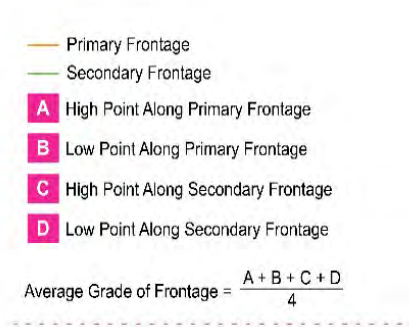 Primary Frontage
Secondary Frontage
A High Point Along Primary Frontage
B Low Point Along Primary Frontage
C High Point Along Secondary Frontage
D Low Point Along Secondary Frontage
Average Grade of Frontage = A + B + C + D
4